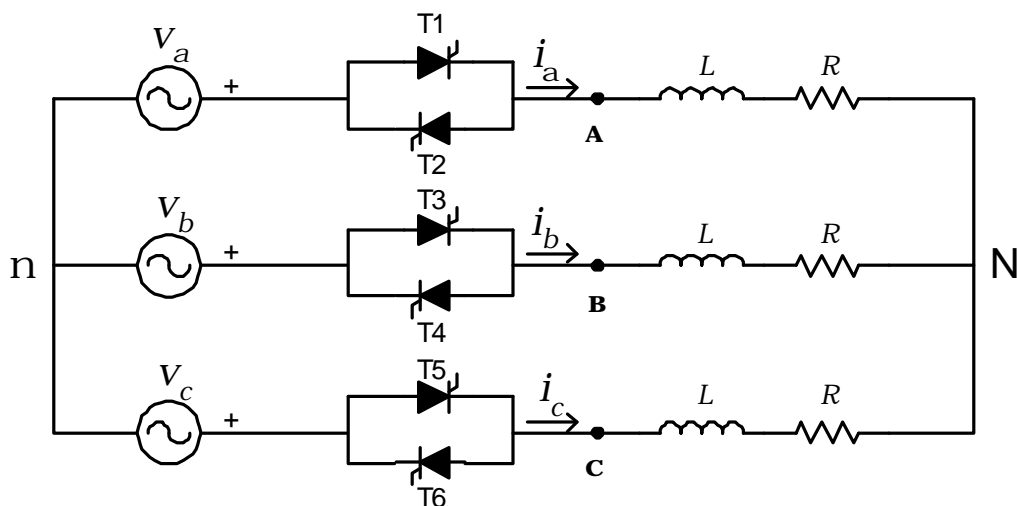 T1
v_a
+
i_a
L
R
A
T2
T3
v_b
+
i_b
L
R
n
N
B
T4
T5
v_c
+
i_c
L
R
C
T6